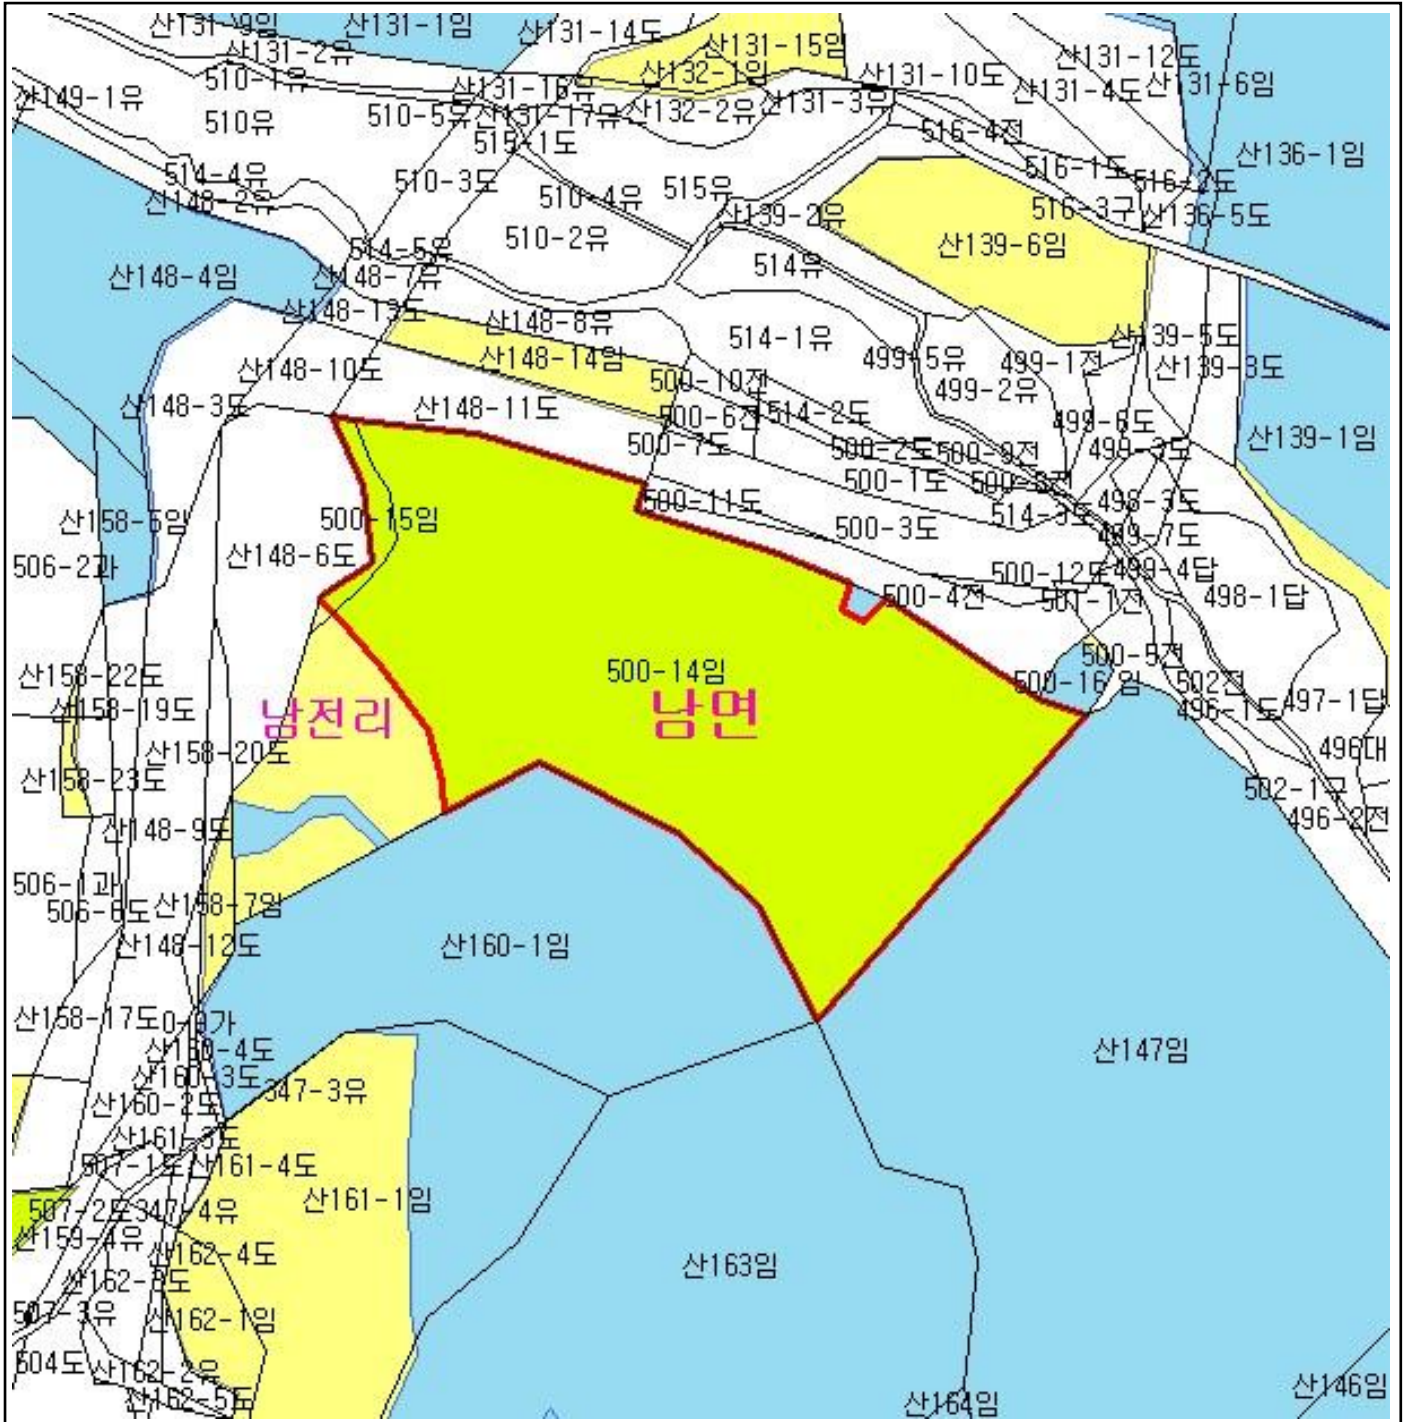 산131-9임
산131-1임
산131-14도
산131-15임
산131-12도
산131-2유
산132-1임
산131-10도
산131-6임
510-1유
산131-16유
산131-4도
산149-1유
510유
510-5유
산131-17유
산132-2유
산131-3유
516-4전
515-1도
산136-1임
514-4유
510-3도
510-4유
515유
516-1도
516-2도
산148-2유
산139-2유
516-3구
산136-5도
510-2유
산139-6임
514-5유
514유
산148-4임
산148-13도
산148-8유
514-1유
산139-5도
산148-14임
499-5유
499-1전
산148-10도
500-10전
499-2유
산148-3도
산148-11도
500-6전
514-2도
499-6도
500-7도
500-2도
500-9전
499-3도
산139-1임
500-1도
500-11도
498-3도
산158-5임
500-15임
500-3도
514-3도
499-7도
506-2과
산148-6도
500-12도
499-4답
500-4전
501-1전
498-1답
500-14임
500-5전
산158-22도
500-16임
502전
497-1답
산158-19도
남전리
남면
496-1도
산158-20도
496대
산158-23도
502-1구
산148-9도
496-2전
506-1과
506-6도
산158-7임
산148-12도
산160-1임
산158-17도
산160-4도
산147임
산160-3도
산160-2도
347-3유
산161-3도
507-1도
산161-4도
507-2도
347-4유
산161-1임
산159-4유
산162-4도
산163임
507-3유
산162-1임
504도
산162-2유
산162-5도
산164임
산146임